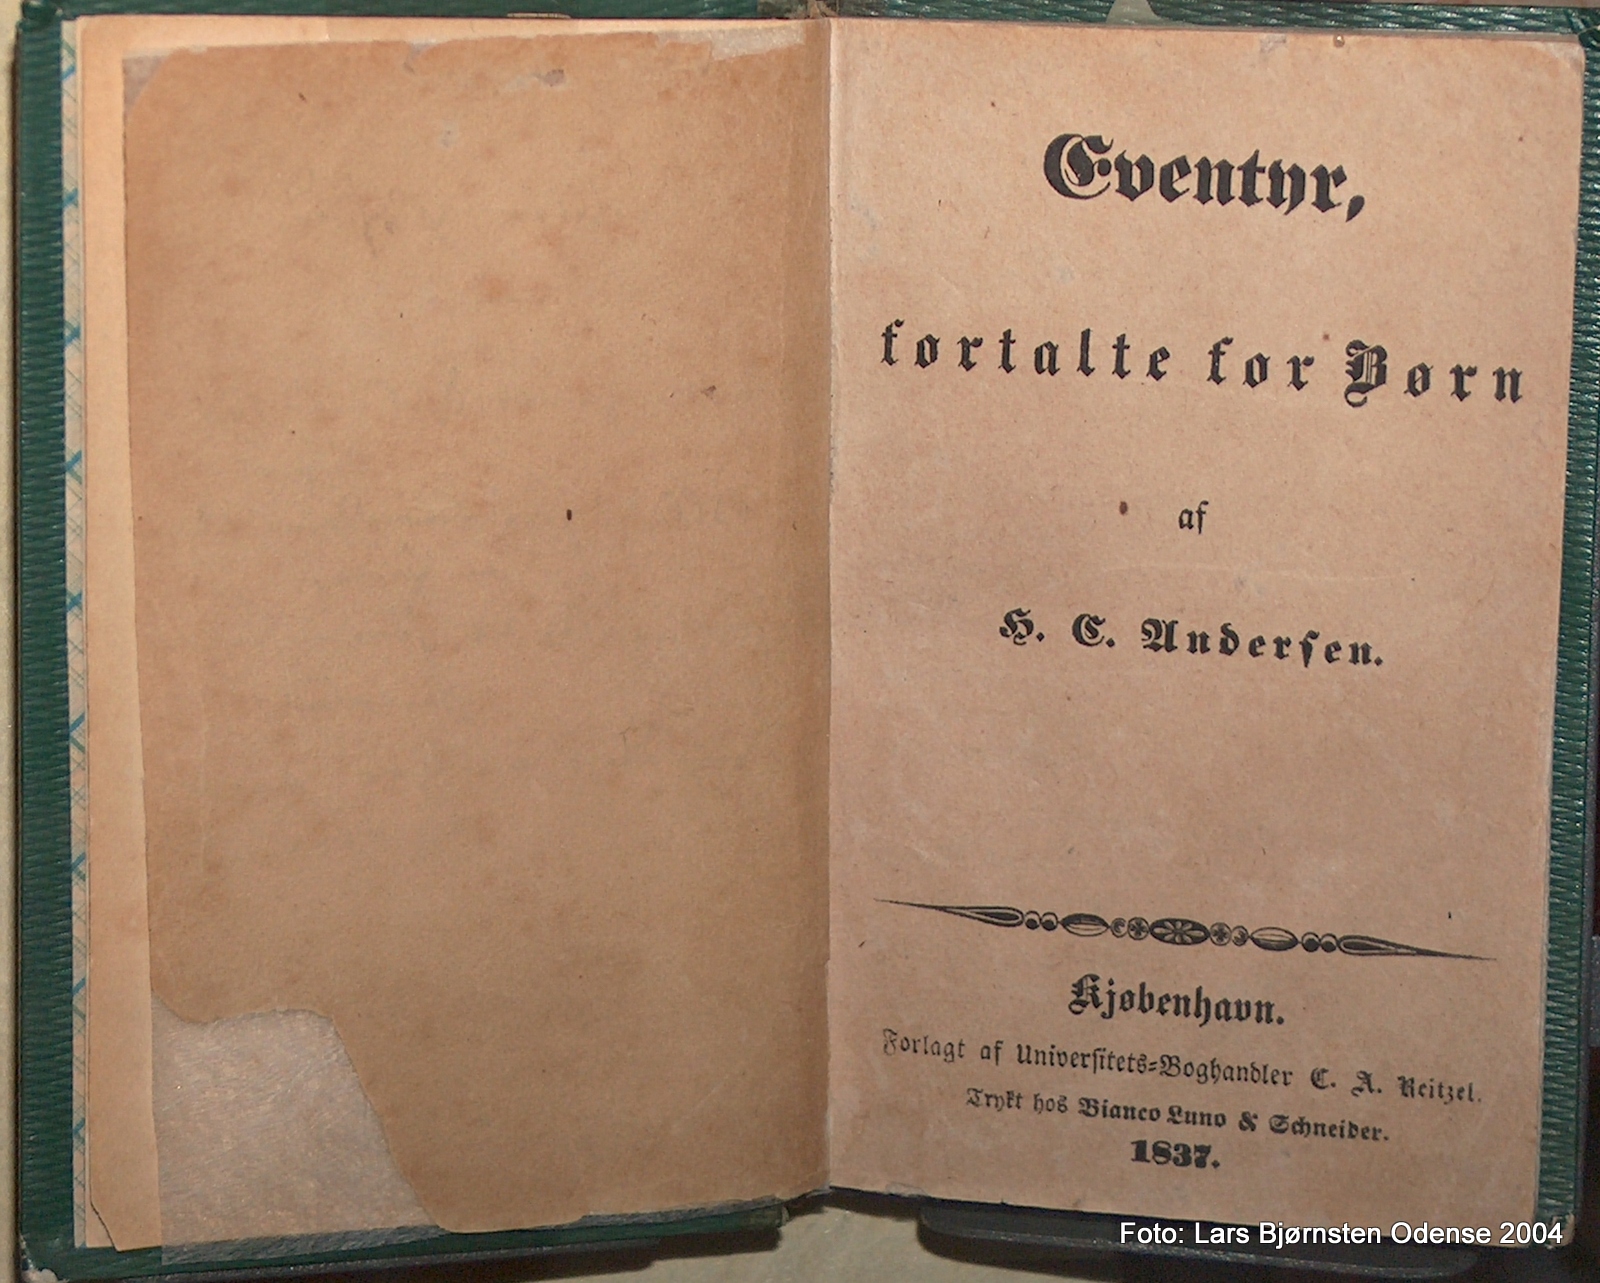 Eventyr,
fortalte for Børn
af
H. C. Andersen.
Kjøbenhavn.
Forlagt af Universitets-Boghandler C. A. Reitzel.
Trykt hos Bianco Luno & Schneider.
1837.
Foto: Lars Bjørnsten Odense 2004